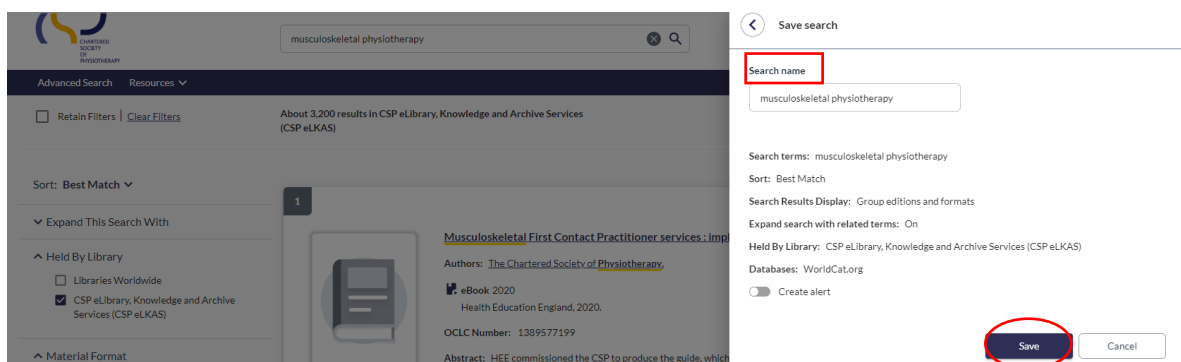 CHARTERED
SOCIETY
OF
PHYSIOTHERAPY
musculoskeletal physiotherapy
Advanced Search Resources
Retain Filters | Clear Filters
About 3,200 results in CSP eLibrary, Knowledge and Archive Services
(CSP eLKAS)
Sort: Best Match
Expand This Search With
Held By Library
Libraries Worldwide
CSP eLibrary, Knowledge and Archive
Services (CSP eLKAS)
Material Format
1
Musculoskeletal First Contact Practitioner services : impl
Authors: The Chartered Society of Physiotherapy,
eBook 2020
Health Education England, 2020.
OCLC Number: 1389577199
Abstract: HEE commissioned the CSP to produce the guide, which
Save search
Search name
musculoskeletal physiotherapy
Search terms: musculoskeletal physiotherapy
Sort: Best Match
Search Results Display: Group editions and formats
Expand search with related terms: On
Held By Library: CSP eLibrary, Knowledge and Archive Services (CSP eLKAS)
Databases: WorldCat.org
Create alert
Save
Cancel